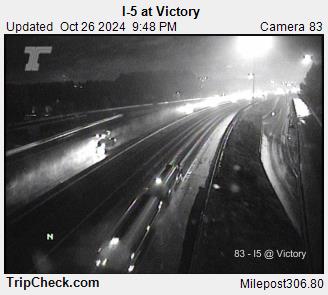 I-5 at Victory
Updated Oct 26 2024 9:48 PM Camera 83
T
N
83 - I5 @ Victory
TripCheck.com Milepost306.80